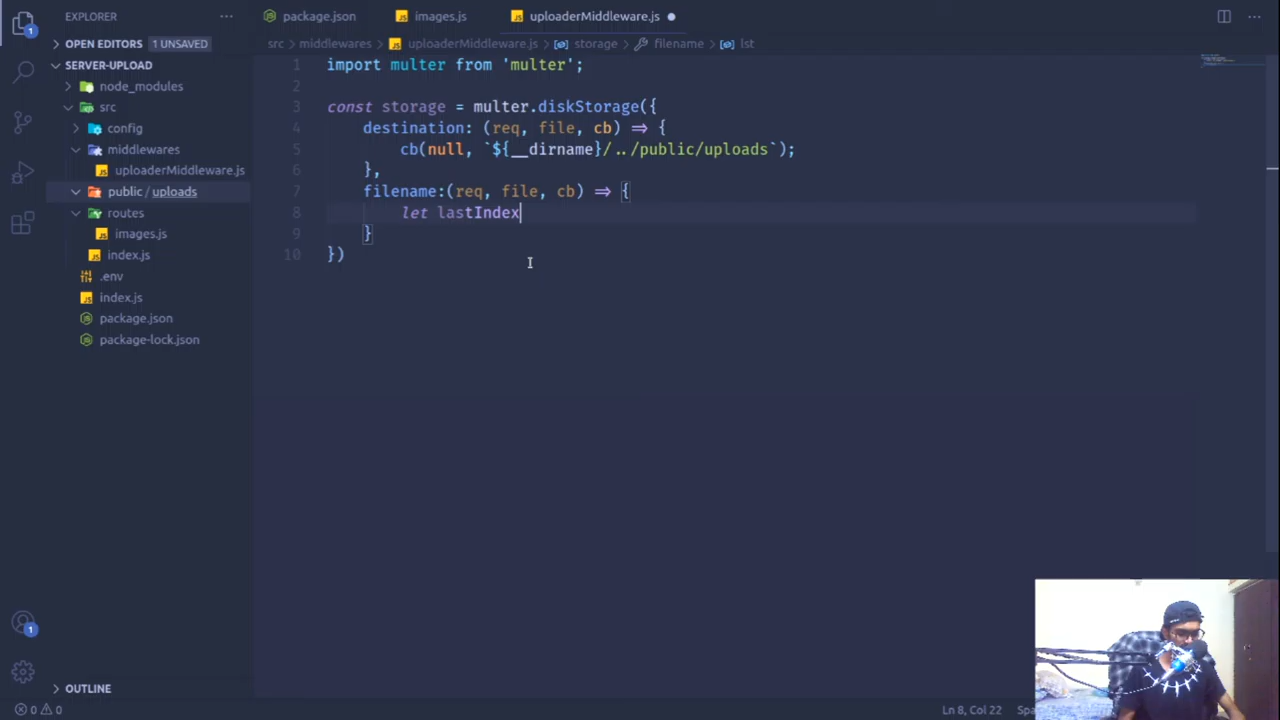 EXPLORER
OPEN EDITORS 1 UNSAVED
SERVER-UPLOAD
node_modules
src
config
middlewares
uploaderMiddleware.js
public / uploads
routes
images.js
index.js
.env
index.js
package.json
package-lock.json
OUTLINE
1
1
package.json
images.js
uploaderMiddleware.js
src > middlewares > uploaderMiddleware.js > storage > filename > lst
1 import multer from 'multer';
2
3 const storage = multer.diskStorage({
4 destination: (req, file, cb) => {
5 cb(null, `${__dirname}/../public/uploads`);
6 },
7 filename:(req, file, cb) => {
8 let lastIndex
9 }
10 })
0 0
Ln 8, Col 22